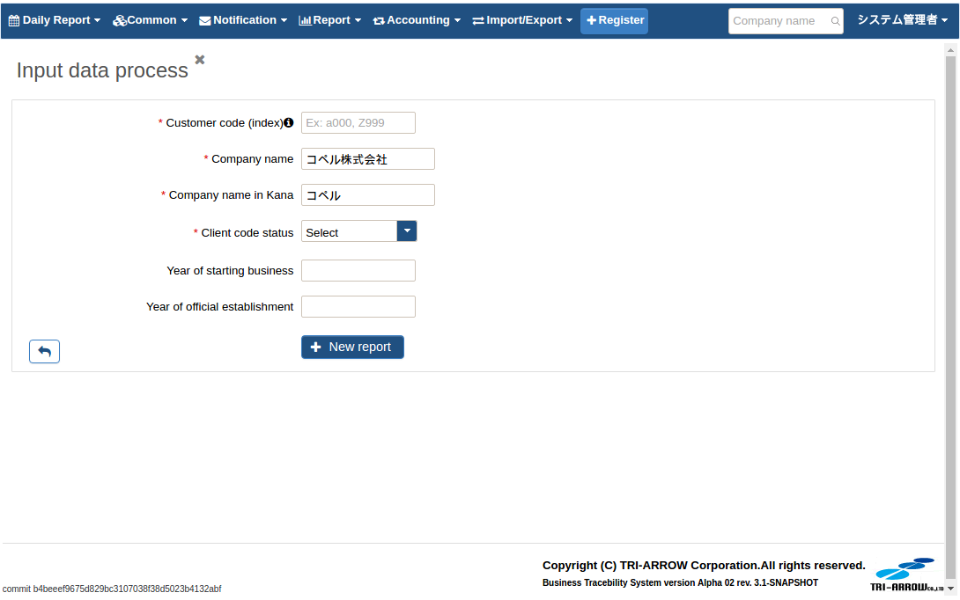 Daily Report Common Notification Report Accounting Import/Export Register Company name システム管理者
Input data process
* Customer code (index) Ex: a000, Z999
* Company name コペル株式会社
* Company name in Kana コペル
* Client code status Select
Year of starting business
Year of official establishment
New report
Copyright (C) TRI-ARROW Corporation.All rights reserved.
Business Tracebility System version Alpha 02 rev. 3.1-SNAPSHOT
TRI-ARROW
commit b4beeef9675d829bc3107038f38d5023b4132abf